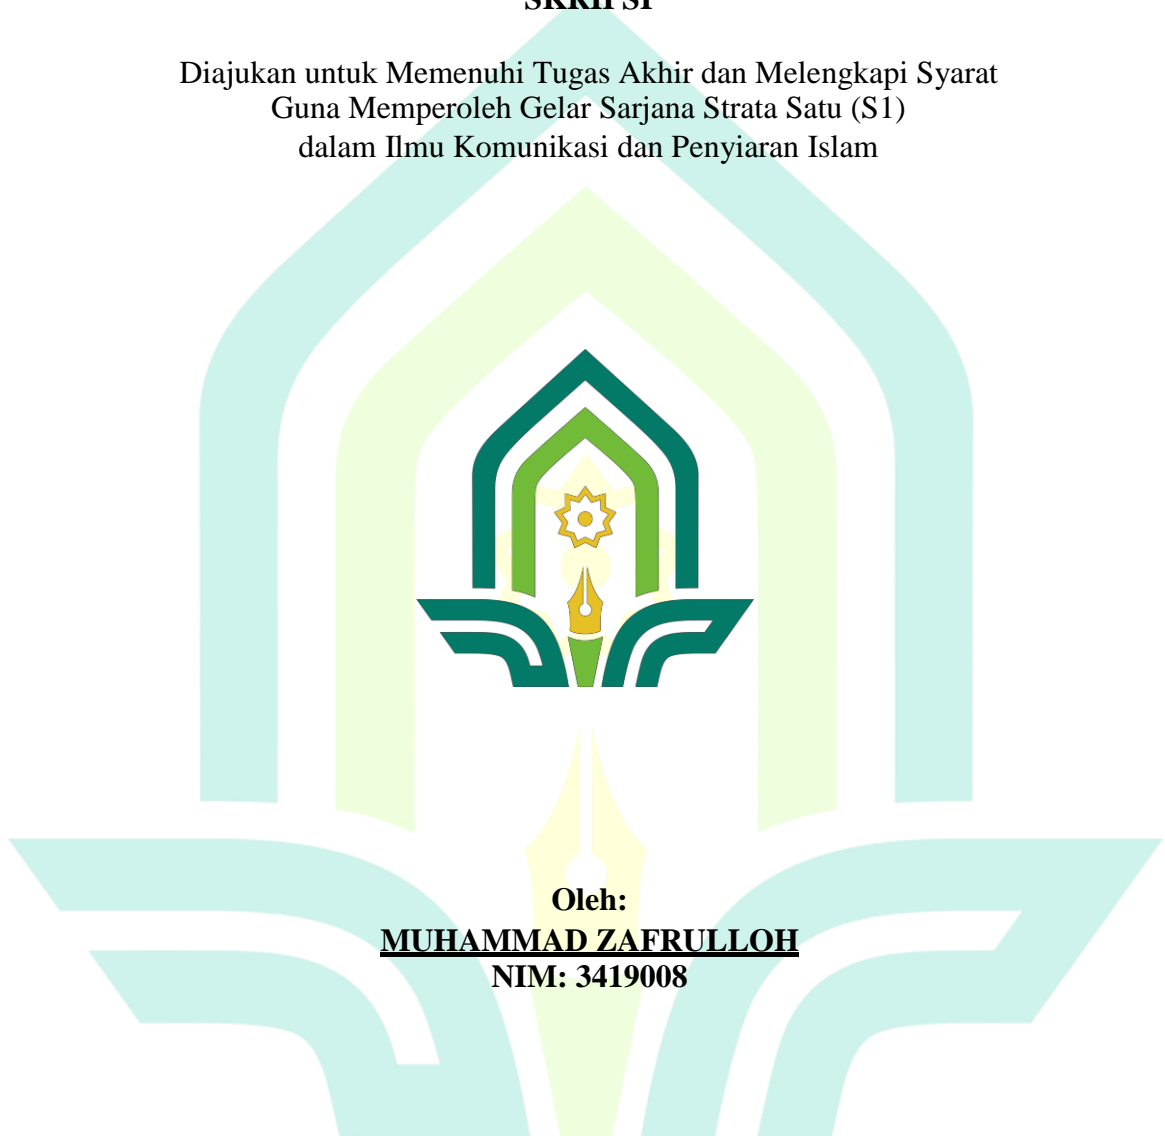 SKRIPSI
Diajukan untuk Memenuhi Tugas Akhir dan Melengkapi Syarat
Guna Memperoleh Gelar Sarjana Strata Satu (S1)
dalam Ilmu Komunikasi dan Penyiaran Islam
Oleh:
MUHAMMAD ZAFRULLOH
NIM: 3419008